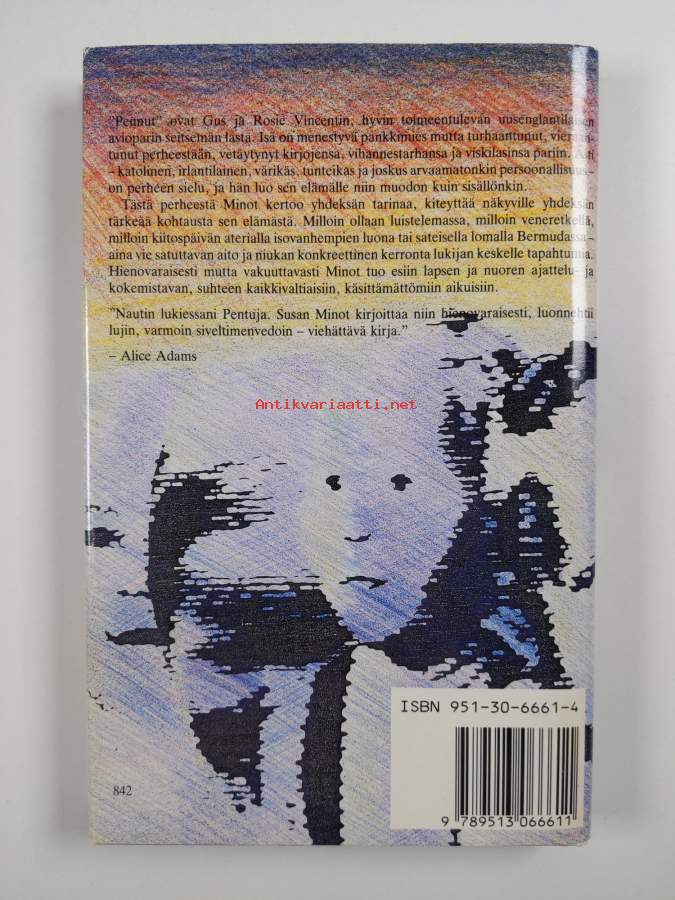 "Pennut" ovat Gus ja Rosie Vincentin, hyvin toimeentulevan uusenglantilaisen
avioparin seitsemän lasta. Isä on menestyvä pankkimies mutta turhaantunut, vieraan-
tunut perheestään, vetäytynyt kirjojensa, vihannestarhansa ja viskilasinsa pariin. Äiti
– katolinen, irlantilainen, värikäs, tunteikas ja joskus arvaamatonkin persoonallisuus –
on perheen sielu, ja hän luo sen elämälle niin muodon kuin sisällönkin.
Tästä perheestä Minot kertoo yhdeksän tarinaa, kiteyttää näkyville yhdeksän
tärkeää kohtausta sen elämästä. Milloin ollaan luistelemassa, milloin veneretkellä,
milloin kiitospäivän aterialla isovanhempien luona tai sateisella lomalla Bermudassa –
aina vie satuttavan aito ja niukan konkreettinen kerronta lukijan keskelle tapahtumia.
Hienovaraisesti mutta vakuuttavasti Minot tuo esiin lapsen ja nuoren ajattelu- ja
kokemistavan, suhteen kaikkivaltiaisiin, käsittämättömiin aikuisiin.
"Nautin lukiessani Pentuja. Susan Minot kirjoittaa niin hienovaraisesti, luonnehtii
lujin, varmoin siveltimenvedoin – viehättävä kirja."
– Alice Adams
Antikvariaatti.net
ISBN 951-30-6661-4
842
9 789513 066611